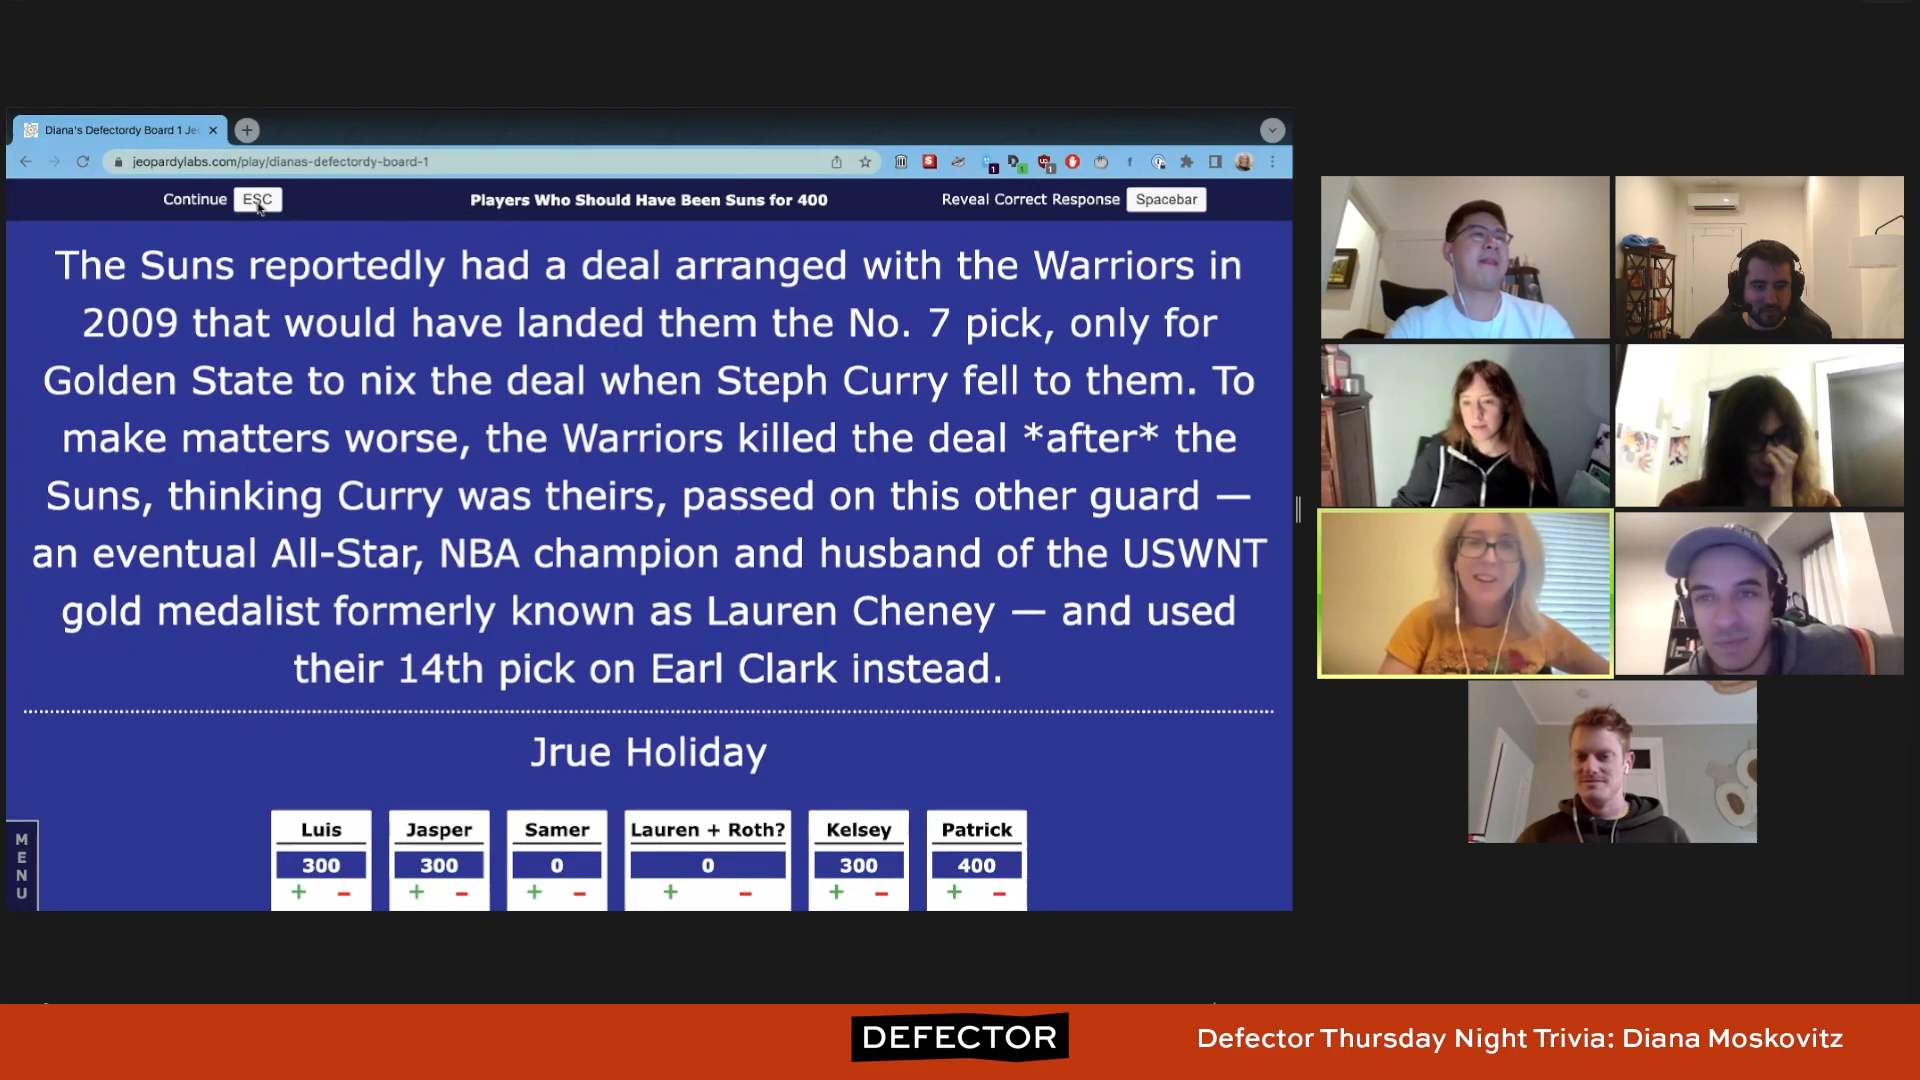 Diana's Defectordy Board 1 Je
jeopardylabs.com/play/dianas-defectordy-board-1
Continue ESC Players Who Should Have Been Suns for 400 Reveal Correct Response Spacebar
The Suns reportedly had a deal arranged with the Warriors in
2009 that would have landed them the No. 7 pick, only for
Golden State to nix the deal when Steph Curry fell to them. To
make matters worse, the Warriors killed the deal *after* the
Suns, thinking Curry was theirs, passed on this other guard —
an eventual All-Star, NBA champion and husband of the USWNT
gold medalist formerly known as Lauren Cheney — and used
their 14th pick on Earl Clark instead.
Jrue Holiday
MENU
Luis Jasper Samer Lauren + Roth? Kelsey Patrick
300 300 0 0 300 400
+ - + - + - + - + - + -
DEFECTOR
Defector Thursday Night Trivia: Diana Moskovitz